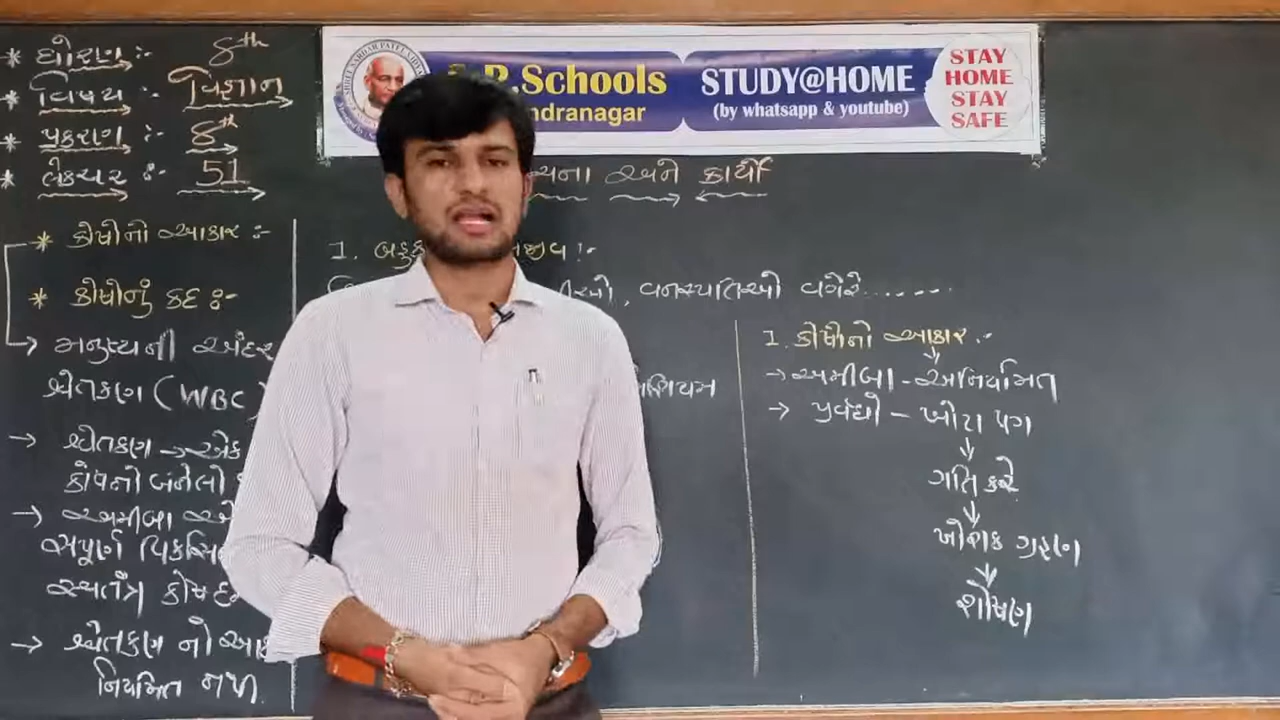 * ધોરણ :- 8th
* વિષય :- વિજ્ઞાન
* પ્રકરણ :- 8th
* લેક્ચર :- 51
P.Schools
ndranagar
STUDY@HOME
(by whatsapp & youtube)
STAY
HOME
STAY
SAFE
અને કાર્યો
* કોષોનો આકાર :-
* કોષોનું કદ :-
→ મનુષ્યની અંદર
શ્વેતકણ (WBC)
→ શ્વેતકણ → એક
કોષનો બનેલો
→ અમીબા
સંપૂર્ણ વિકસિ
સ્વતંત્ર કોષ
→ શ્વેતકણ નો
નિયમિત નથી.
1.
, વનસ્પતિઓ વગેરે.......
1. કોષોનો આકાર :-
→ અમીબા - અનિયમિત
→ પ્રવર્ધો - ખોટા પગ
ગતિ કરે
ખોરાક ગ્રહણ
શોષણ